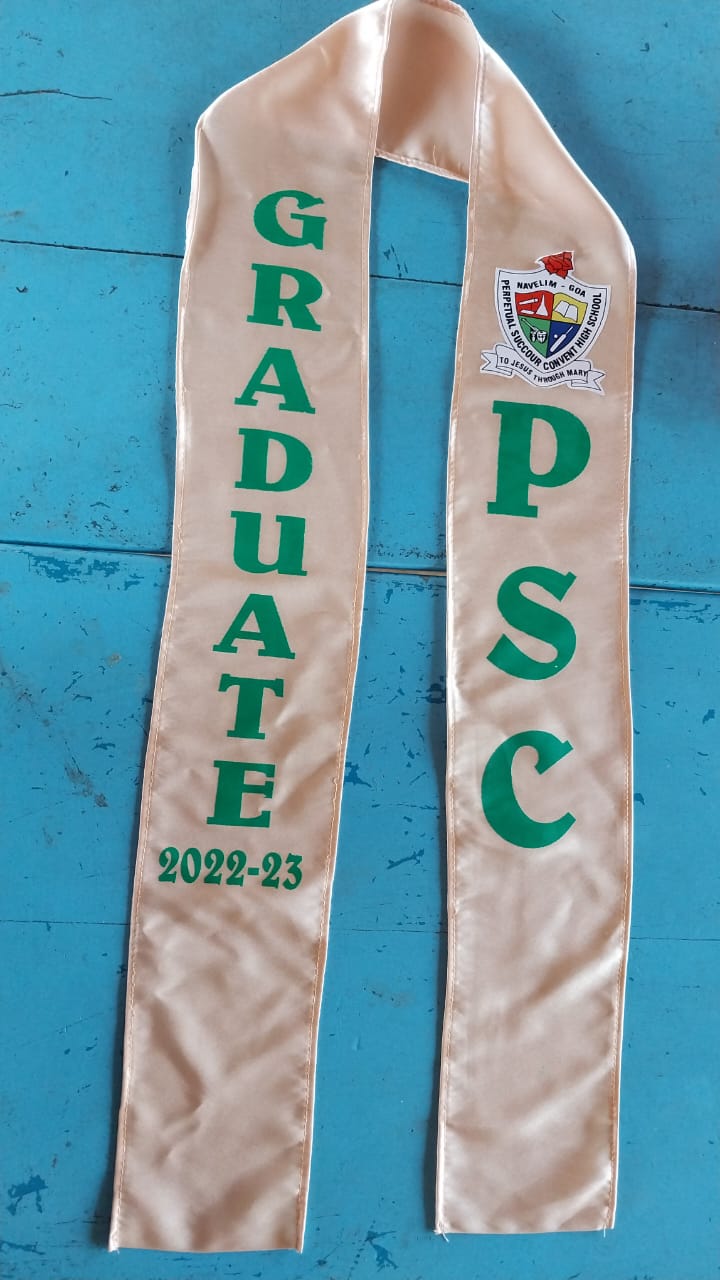 GRADUATE
2022-23
NAVELIM - GOA
PERPETUAL SUCCOUR CONVENT HIGH SCHOOL
TO JESUS THROUGH MARY
PSC